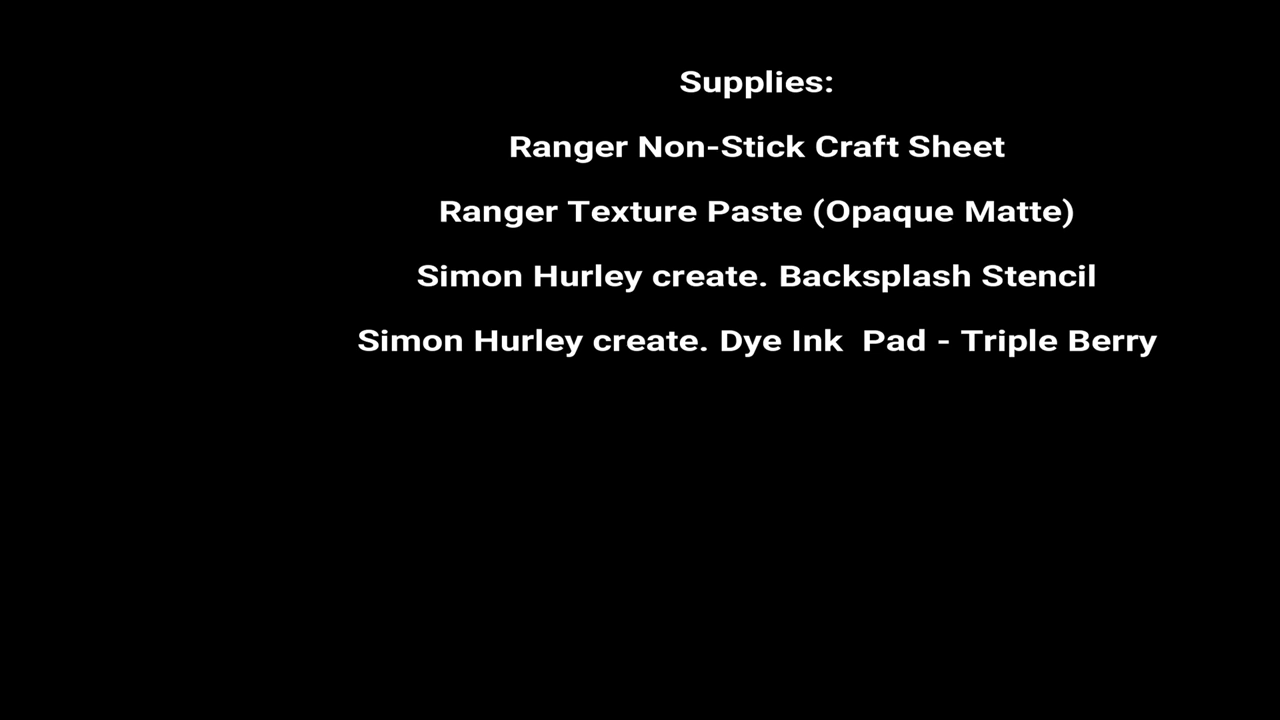 Supplies:
Ranger Non-Stick Craft Sheet
Ranger Texture Paste (Opaque Matte)
Simon Hurley create. Backsplash Stencil
Simon Hurley create. Dye Ink  Pad - Triple Berry